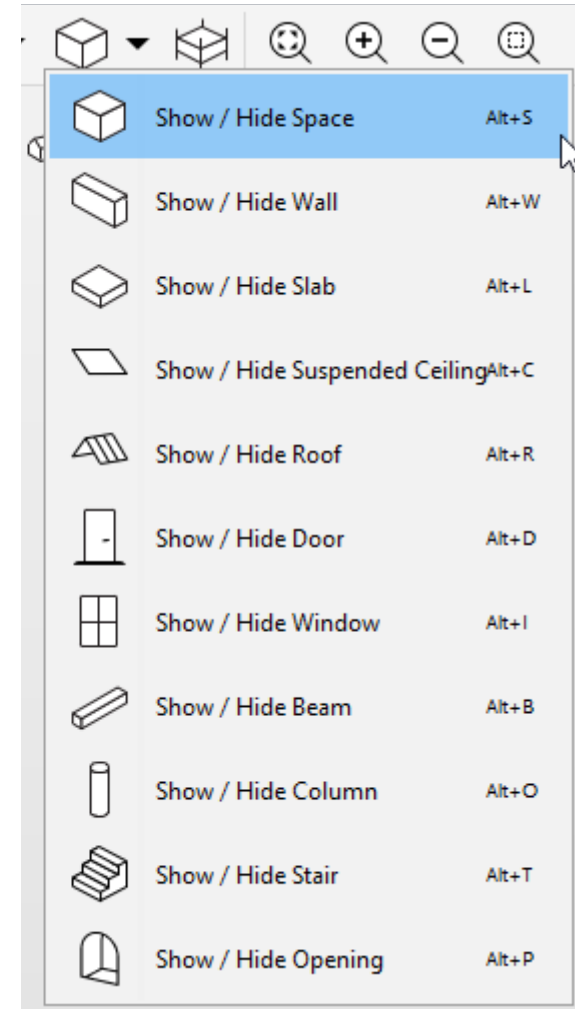 Show / Hide Space Alt+S
Show / Hide Wall Alt+W
Show / Hide Slab Alt+L
Show / Hide Suspended Ceiling Alt+C
Show / Hide Roof Alt+R
Show / Hide Door Alt+D
Show / Hide Window Alt+I
Show / Hide Beam Alt+B
Show / Hide Column Alt+O
Show / Hide Stair Alt+T
Show / Hide Opening Alt+P